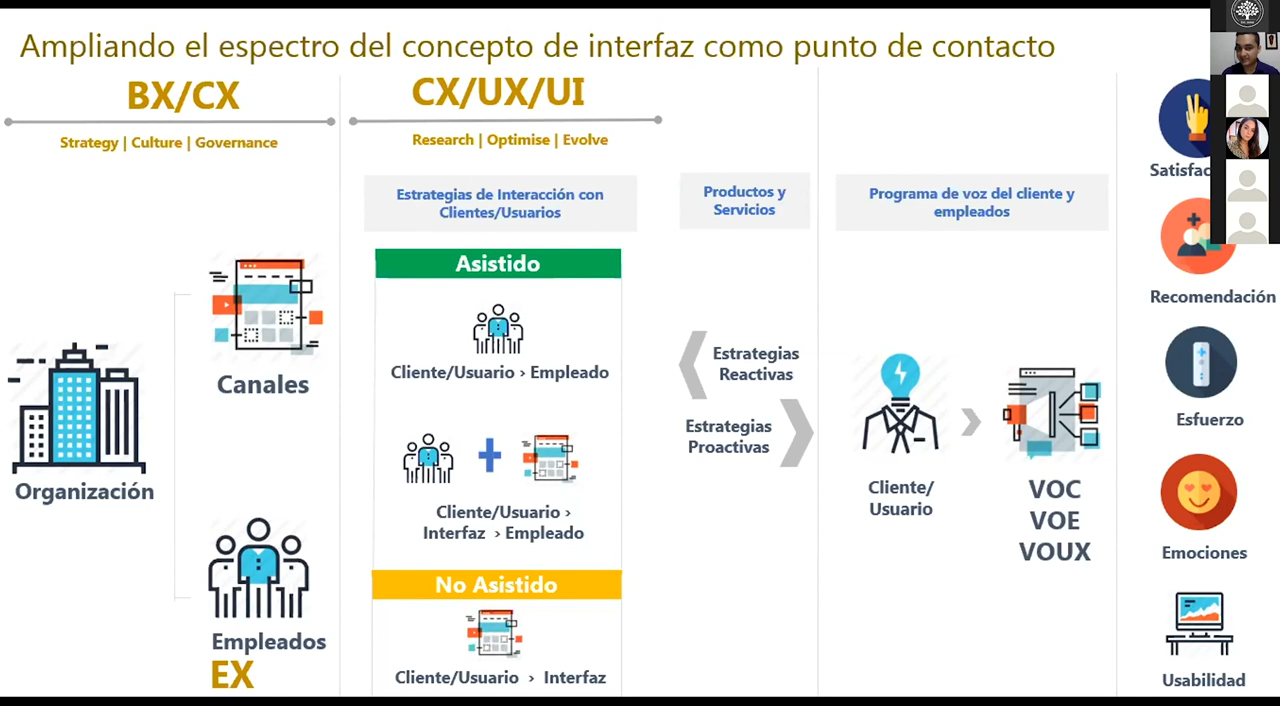 Ampliando el espectro del concepto de interfaz como punto de contacto
BX/CX
Strategy | Culture | Governance
CX/UX/UI
Research | Optimise | Evolve
Estrategias de Interacción con
Clientes/Usuarios
Productos y
Servicios
Programa de voz del cliente y
empleados
Organización
Canales
Empleados
EX
Asistido
Cliente/Usuario › Empleado
Cliente/Usuario ›
Interfaz › Empleado
No Asistido
Cliente/Usuario › Interfaz
Estrategias
Reactivas
Estrategias
Proactivas
Cliente/
Usuario
VOC
VOE
VOUX
Satisfac
Recomendación
Esfuerzo
Emociones
Usabilidad